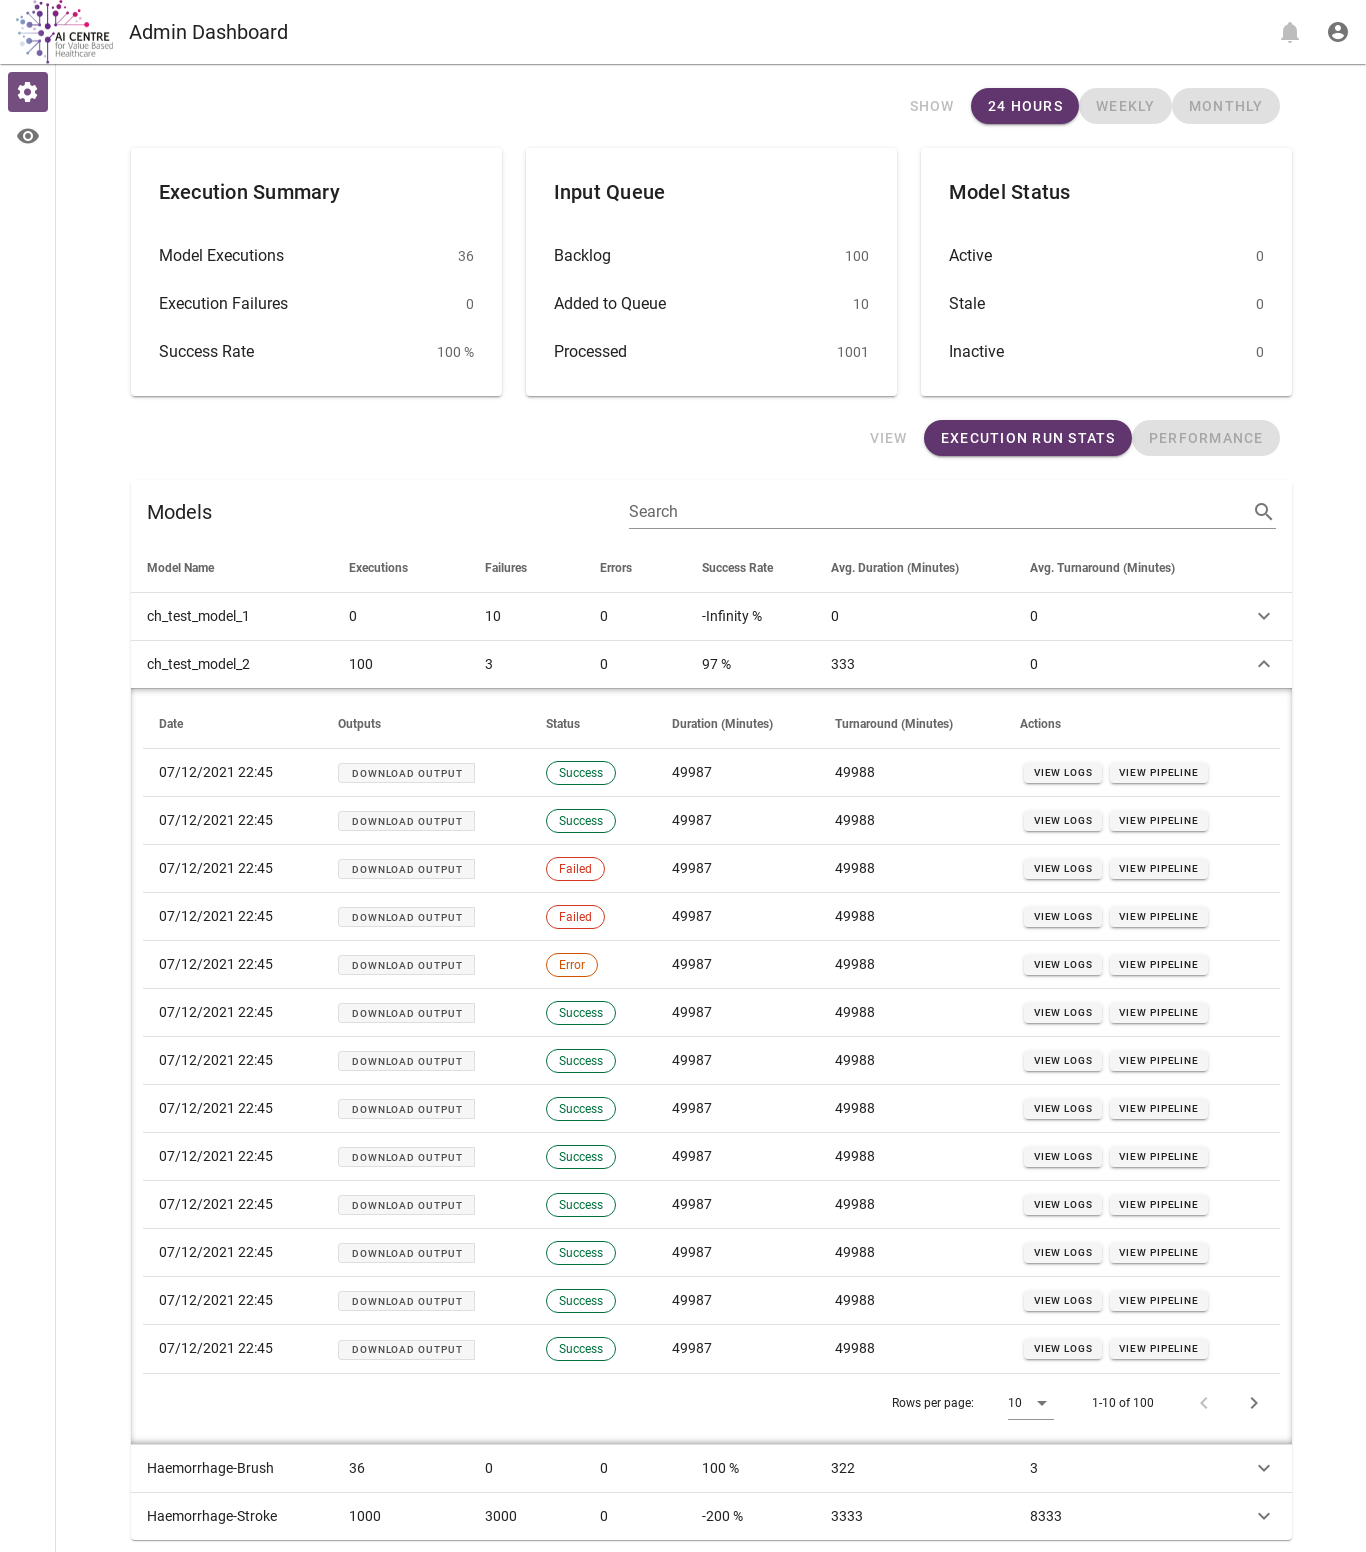 AI CENTRE
for Value Based
Healthcare
Admin Dashboard
SHOW 24 HOURS WEEKLY MONTHLY
Execution Summary
Model Executions 36
Execution Failures 0
Success Rate 100 %
Input Queue
Backlog 100
Added to Queue 10
Processed 1001
Model Status
Active 0
Stale 0
Inactive 0
VIEW EXECUTION RUN STATS PERFORMANCE
Models Search
Model Name Executions Failures Errors Success Rate Avg. Duration (Minutes) Avg. Turnaround (Minutes)
ch_test_model_1 0 10 0 -Infinity % 0 0
ch_test_model_2 100 3 0 97 % 333 0
Date Outputs Status Duration (Minutes) Turnaround (Minutes) Actions
07/12/2021 22:45 DOWNLOAD OUTPUT Success 49987 49988 VIEW LOGS VIEW PIPELINE
07/12/2021 22:45 DOWNLOAD OUTPUT Success 49987 49988 VIEW LOGS VIEW PIPELINE
07/12/2021 22:45 DOWNLOAD OUTPUT Failed 49987 49988 VIEW LOGS VIEW PIPELINE
07/12/2021 22:45 DOWNLOAD OUTPUT Failed 49987 49988 VIEW LOGS VIEW PIPELINE
07/12/2021 22:45 DOWNLOAD OUTPUT Error 49987 49988 VIEW LOGS VIEW PIPELINE
07/12/2021 22:45 DOWNLOAD OUTPUT Success 49987 49988 VIEW LOGS VIEW PIPELINE
07/12/2021 22:45 DOWNLOAD OUTPUT Success 49987 49988 VIEW LOGS VIEW PIPELINE
07/12/2021 22:45 DOWNLOAD OUTPUT Success 49987 49988 VIEW LOGS VIEW PIPELINE
07/12/2021 22:45 DOWNLOAD OUTPUT Success 49987 49988 VIEW LOGS VIEW PIPELINE
07/12/2021 22:45 DOWNLOAD OUTPUT Success 49987 49988 VIEW LOGS VIEW PIPELINE
07/12/2021 22:45 DOWNLOAD OUTPUT Success 49987 49988 VIEW LOGS VIEW PIPELINE
07/12/2021 22:45 DOWNLOAD OUTPUT Success 49987 49988 VIEW LOGS VIEW PIPELINE
07/12/2021 22:45 DOWNLOAD OUTPUT Success 49987 49988 VIEW LOGS VIEW PIPELINE
Rows per page: 10 1-10 of 100
Haemorrhage-Brush 36 0 0 100 % 322 3
Haemorrhage-Stroke 1000 3000 0 -200 % 3333 8333